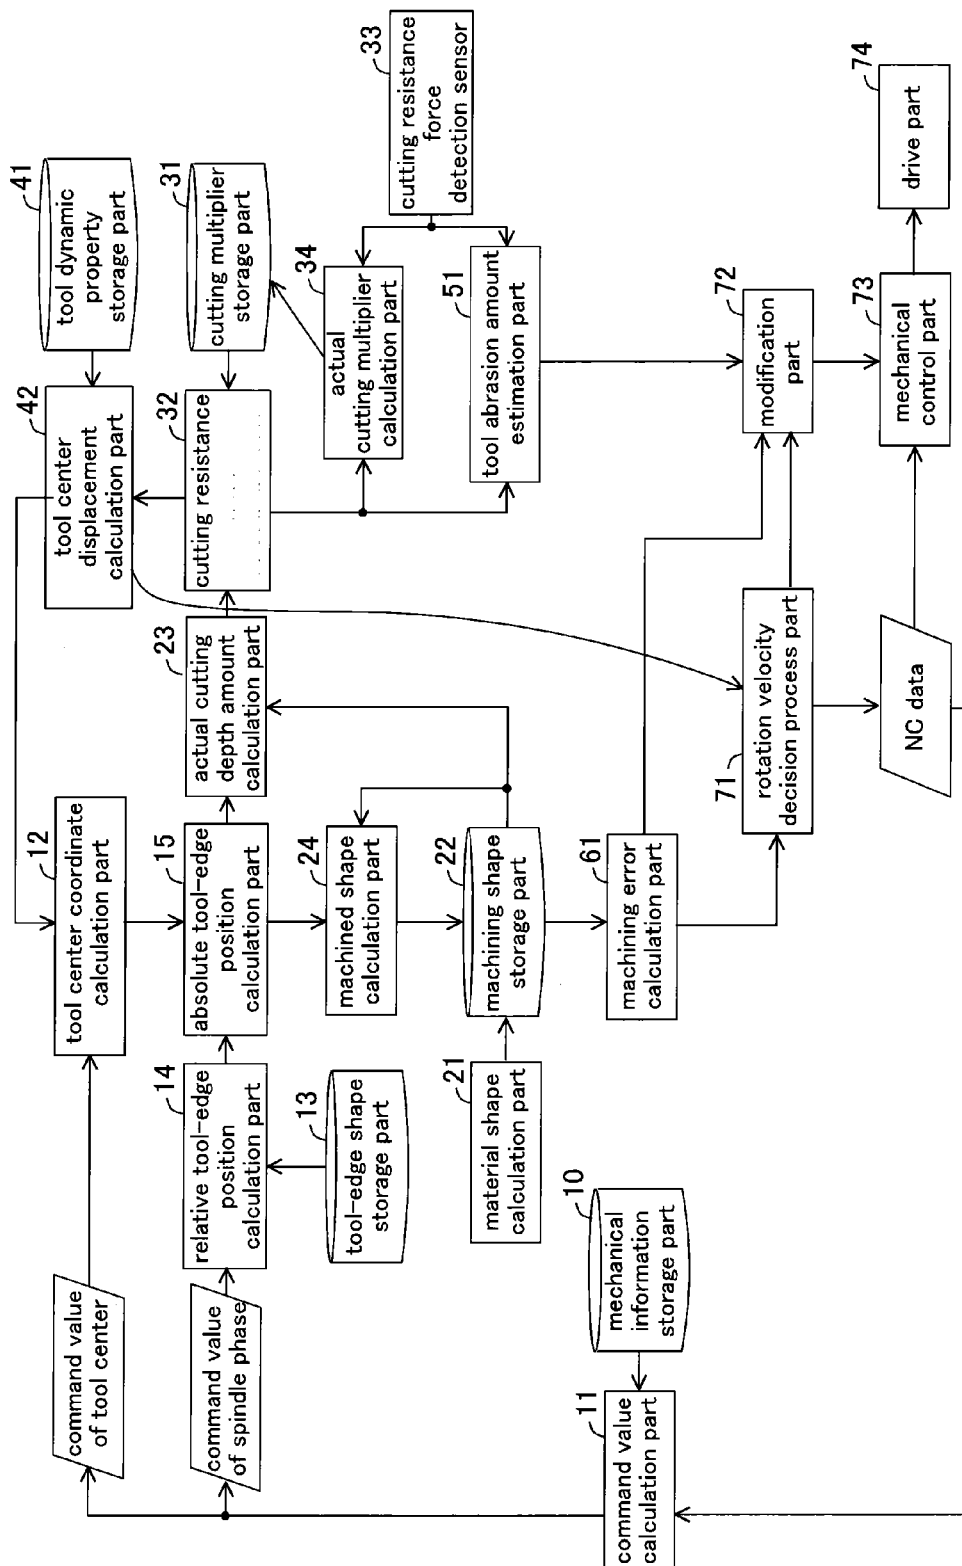 command value
of tool center
12
tool center coordinate
calculation part
42
tool center
displacement
calculation part
41
tool dynamic
property
storage part
command value
of spindle phase
14
relative tool-edge
position
calculation part
15
absolute tool-edge
position
calculation part
23
actual cutting
depth amount
calculation part
32
cutting resistance
31
cutting multiplier
storage part
13
tool-edge shape
storage part
24
machined shape
calculation part
34
actual
cutting multiplier
calculation part
33
cutting resistance
force
detection sensor
21
material shape
calculation part
22
machining shape
storage part
51
tool abrasion amount
estimation part
10
mechanical
information
storage part
11
command value
calculation part
61
machining error
calculation part
71
rotation velocity
decision process part
72
modification
part
NC data
73
mechanical
control part
74
drive part